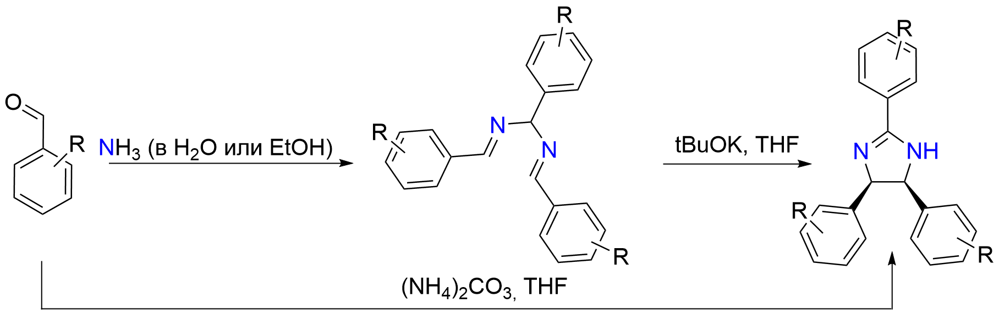 O
R
NH₃ (в H₂O или EtOH)
R
R
N
N
R
tBuOK, THF
R
N
NH
R
R
(NH₄)₂CO₃, THF